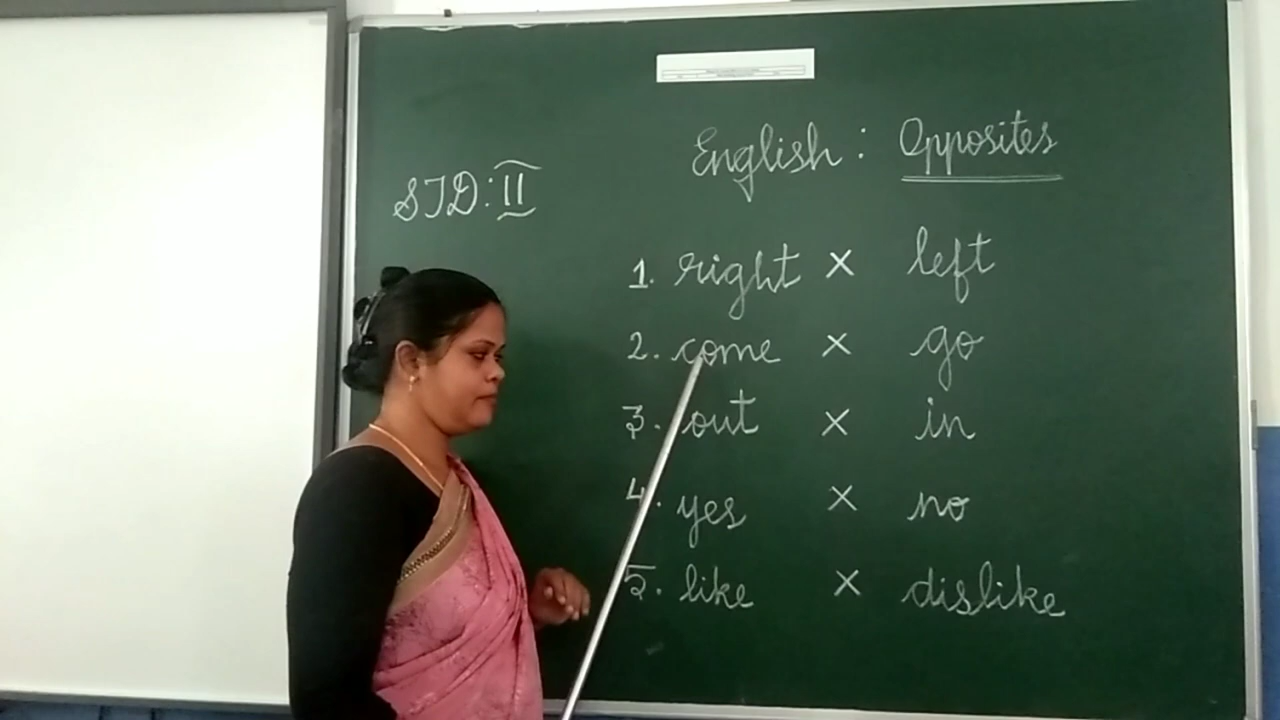 English: Opposites
STD: II
1. right × left
2. come × go
3. out × in
4. yes × no
5. like × dislike